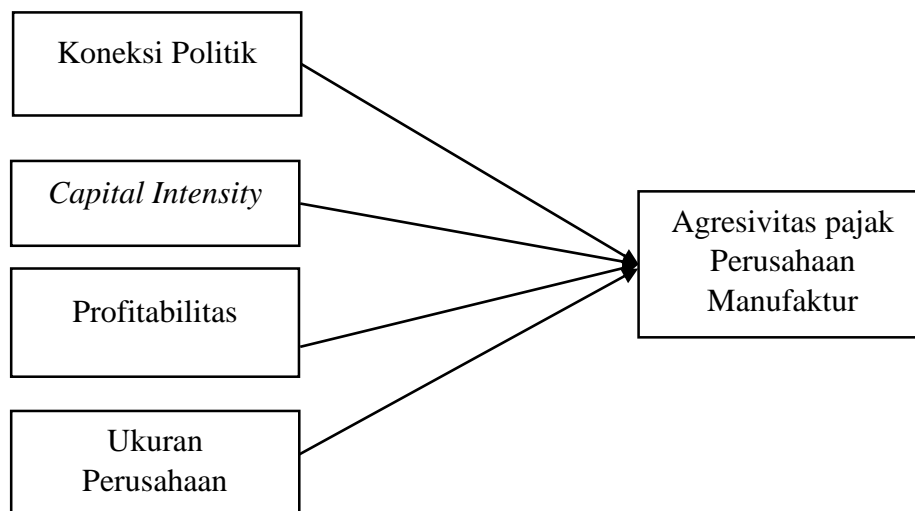 Koneksi Politik
Capital Intensity
Profitabilitas
Ukuran
Perusahaan
Agresivitas pajak
Perusahaan
Manufaktur